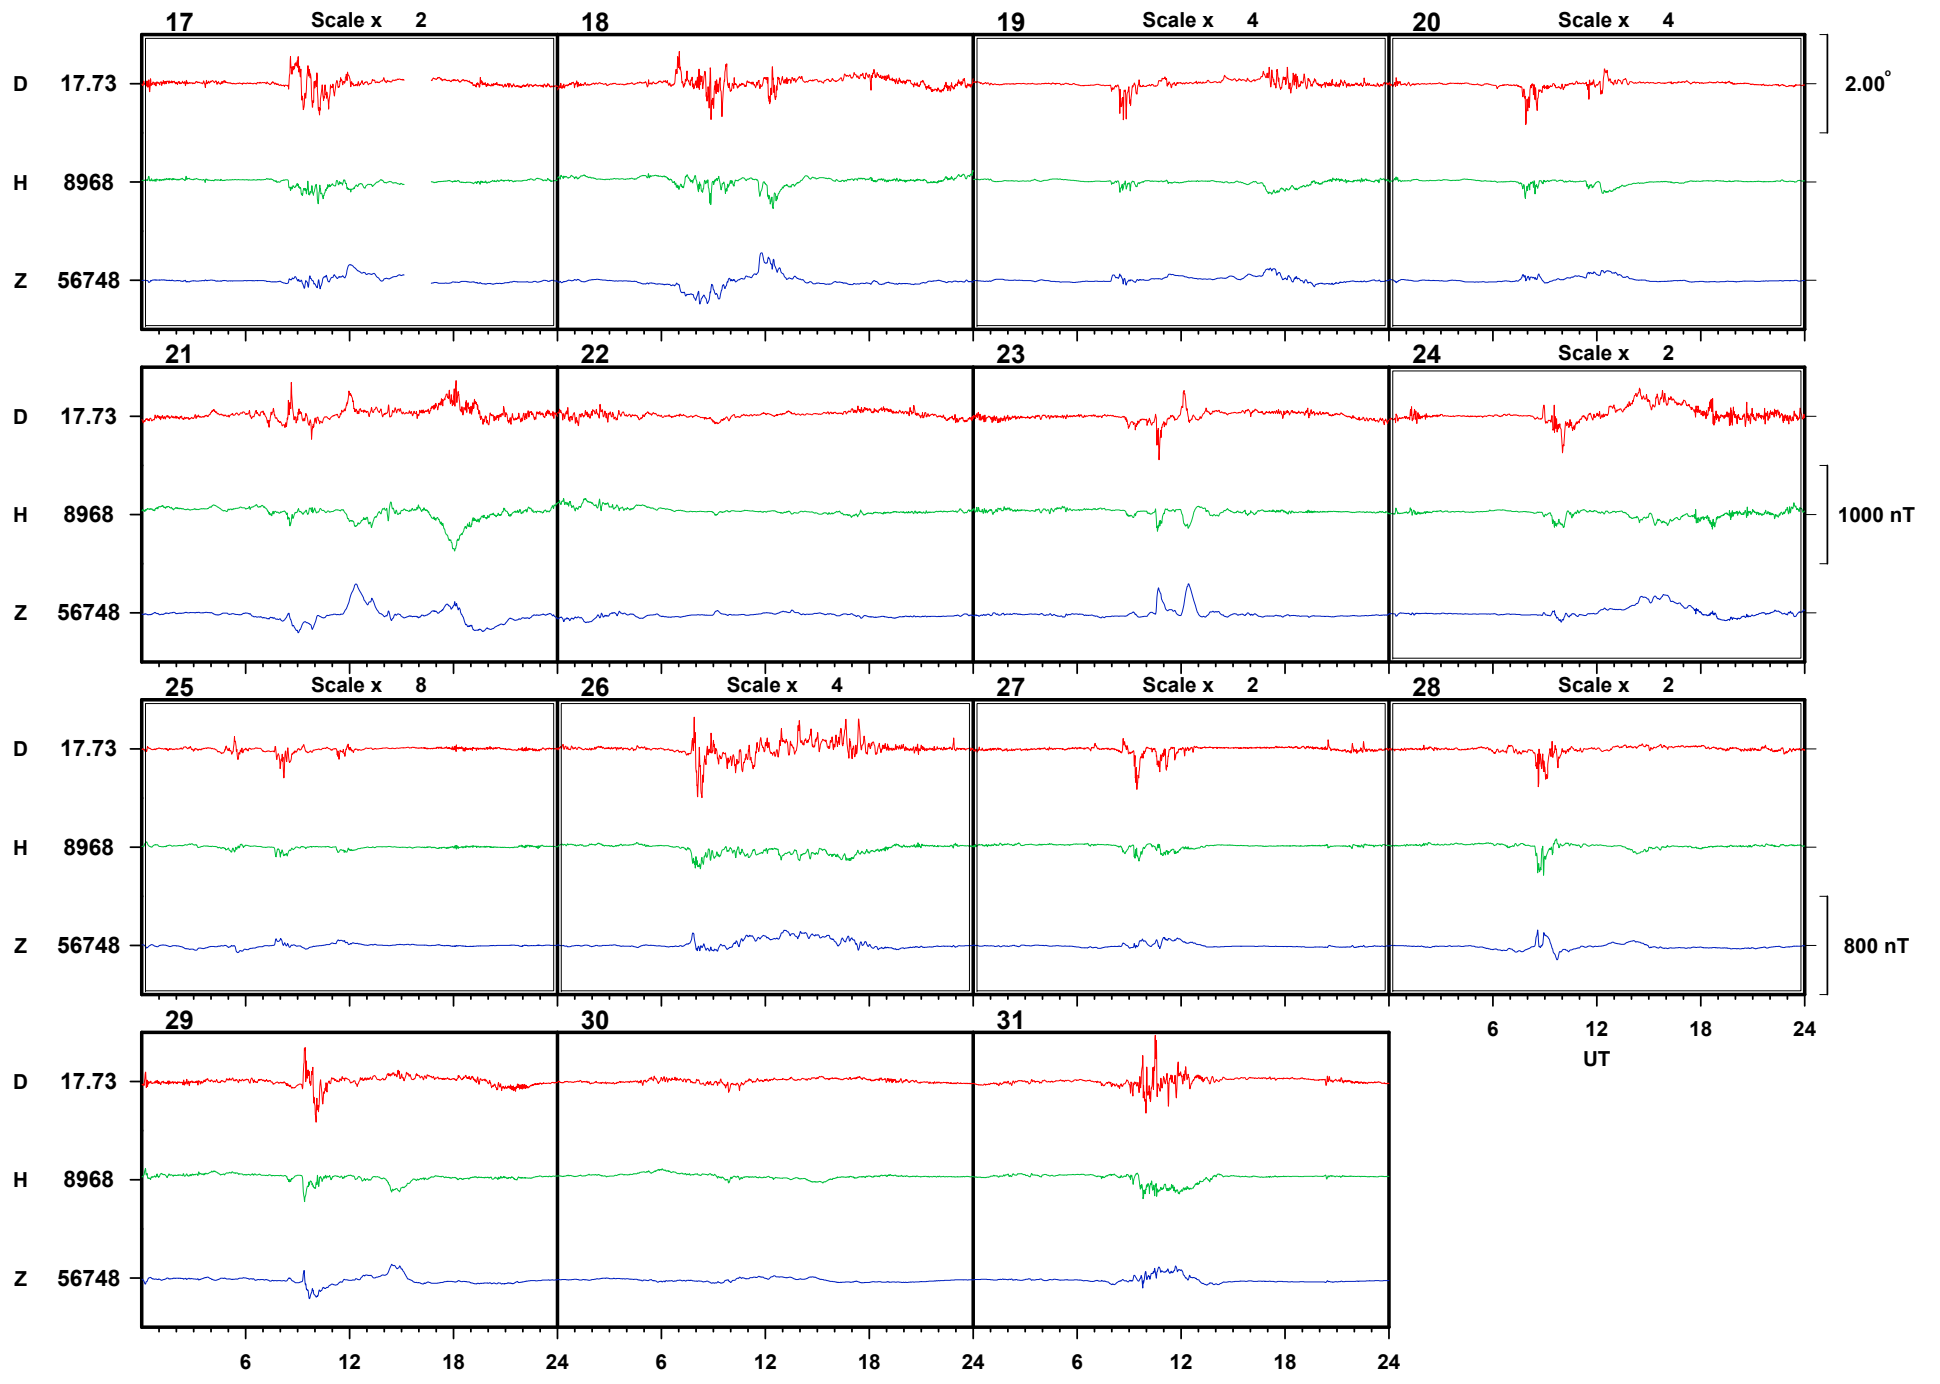 17 Scale x 2 18 19 Scale x 4 20 Scale x 4
D 17.73 2.00°
H 8968
Z 56748
21 22 23 24 Scale x 2
D 17.73
H 8968 1000 nT
Z 56748
25 Scale x 8 26 Scale x 4 27 Scale x 2 28 Scale x 2
D 17.73
H 8968
Z 56748 800 nT
29 30 31
6 12 18 24
UT
D 17.73
H 8968
Z 56748
6 12 18 24 6 12 18 24 6 12 18 24